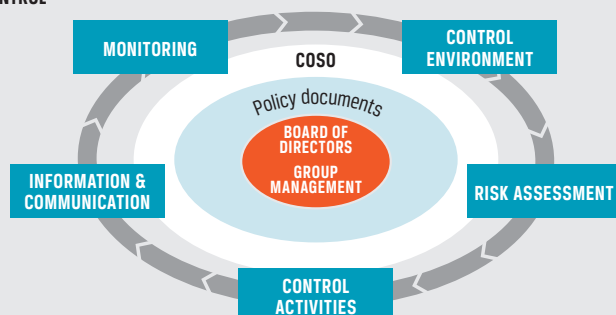 MONITORING
CONTROL
ENVIRONMENT
COSO
Policy documents
BOARD OF
DIRECTORS
GROUP
MANAGEMENT
INFORMATION &
COMMUNICATION
RISK ASSESSMENT
CONTROL
ACTIVITIES